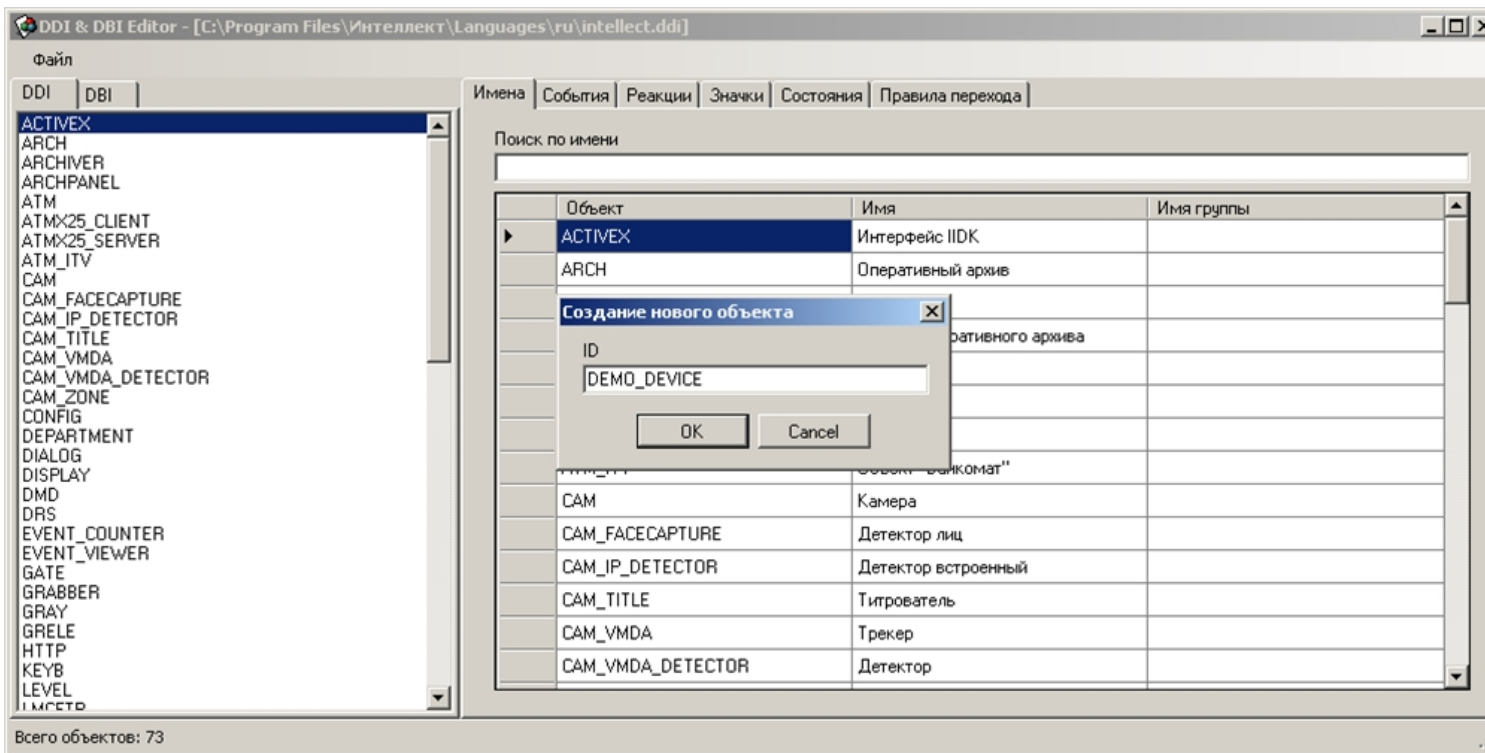 DDI & DBI Editor - [C:\Program Files\Интеллект\Languages\ru\intellect.ddi]
Файл
DDI DBI
ACTIVEX
ARCH
ARCHIVER
ARCHPANEL
ATM
ATMX25_CLIENT
ATMX25_SERVER
ATM_ITV
CAM
CAM_FACECAPTURE
CAM_IP_DETECTOR
CAM_TITLE
CAM_VMDA
CAM_VMDA_DETECTOR
CAM_ZONE
CONFIG
DEPARTMENT
DIALOG
DISPLAY
DMD
DRS
EVENT_COUNTER
EVENT_VIEWER
GATE
GRABBER
GRAY
GRELE
HTTP
KEYB
LEVEL
Имена События Реакции Значки Состояния Правила перехода
Поиск по имени
Объект Имя Имя группы
ACTIVEX Интерфейс IIDK
ARCH Оперативный архив
Создание нового объекта
ID
DEMO_DEVICE
OK Cancel
архива
CAM Камера
CAM_FACECAPTURE Детектор лиц
CAM_IP_DETECTOR Детектор встроенный
CAM_TITLE Титрователь
CAM_VMDA Трекер
CAM_VMDA_DETECTOR Детектор
Всего объектов: 73